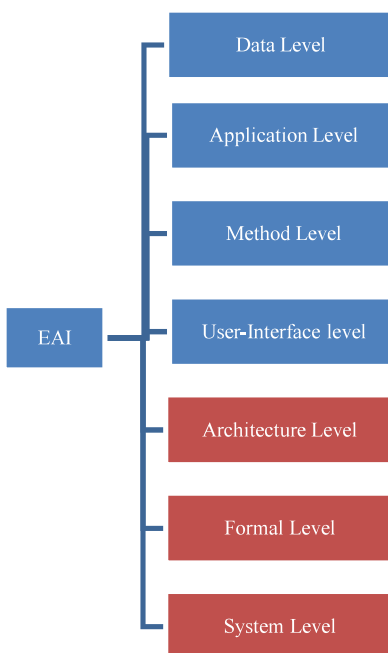 Data Level
Application Level
Method Level
EAI
User-Interface level
Architecture Level
Formal Level
System Level